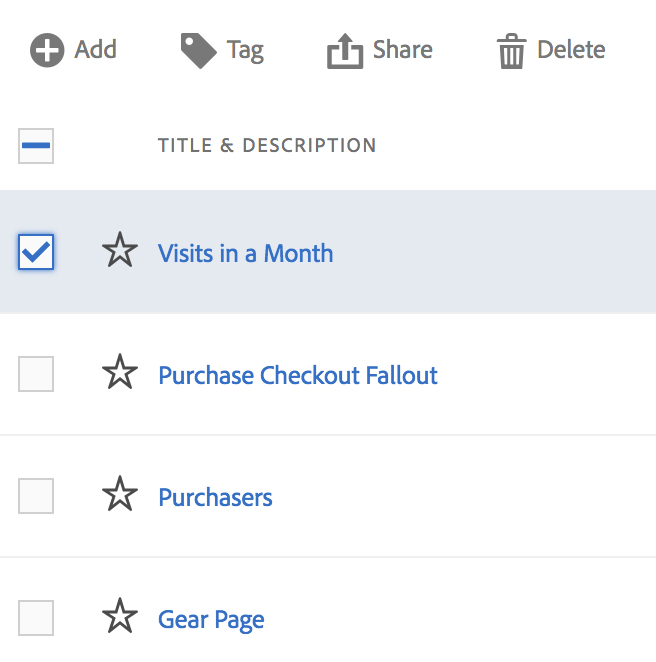 Add Tag Share Delete
TITLE & DESCRIPTION
Visits in a Month
Purchase Checkout Fallout
Purchasers
Gear Page